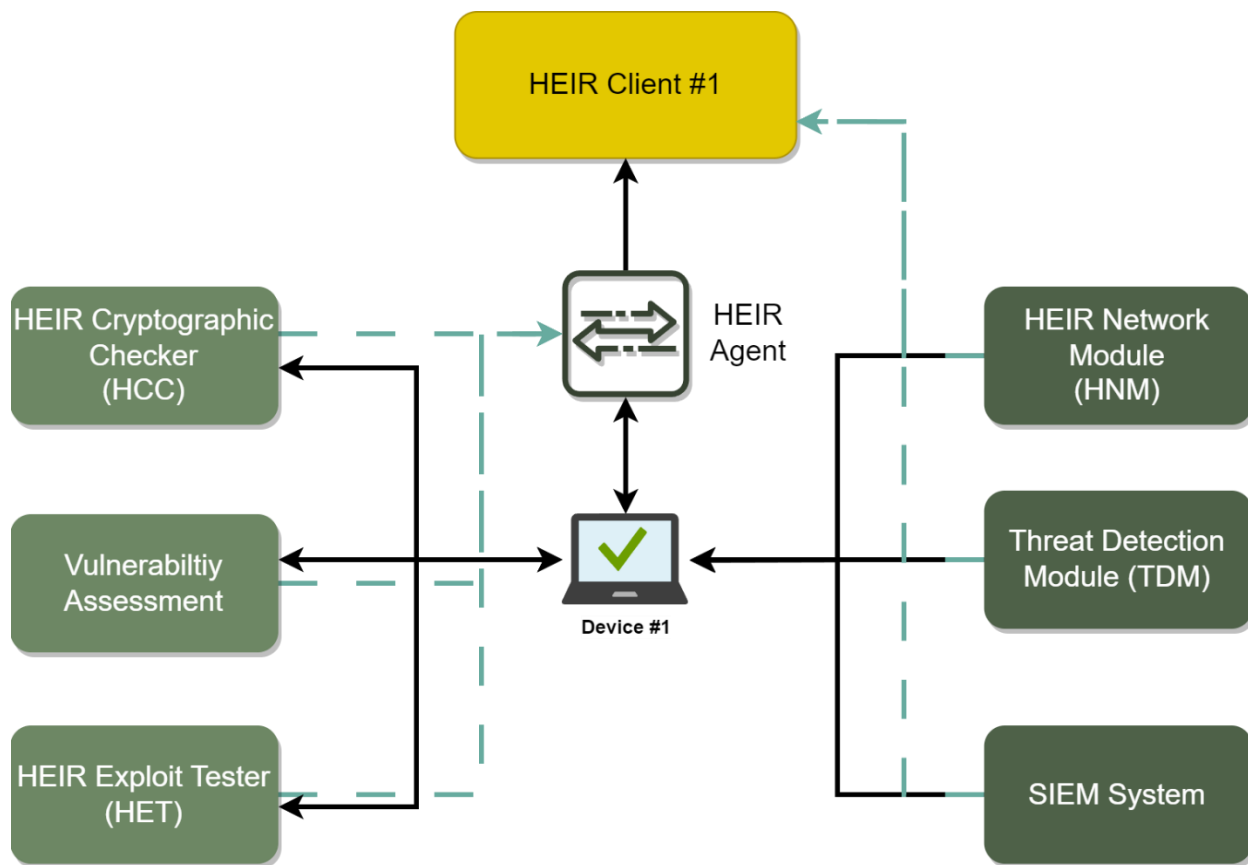 HEIR Client #1
HEIR Cryptographic
Checker
(HCC)
HEIR
Agent
HEIR Network
Module
(HNM)
Vulnerabiltiy
Assessment
Device #1
Threat Detection
Module (TDM)
HEIR Exploit Tester
(HET)
SIEM System